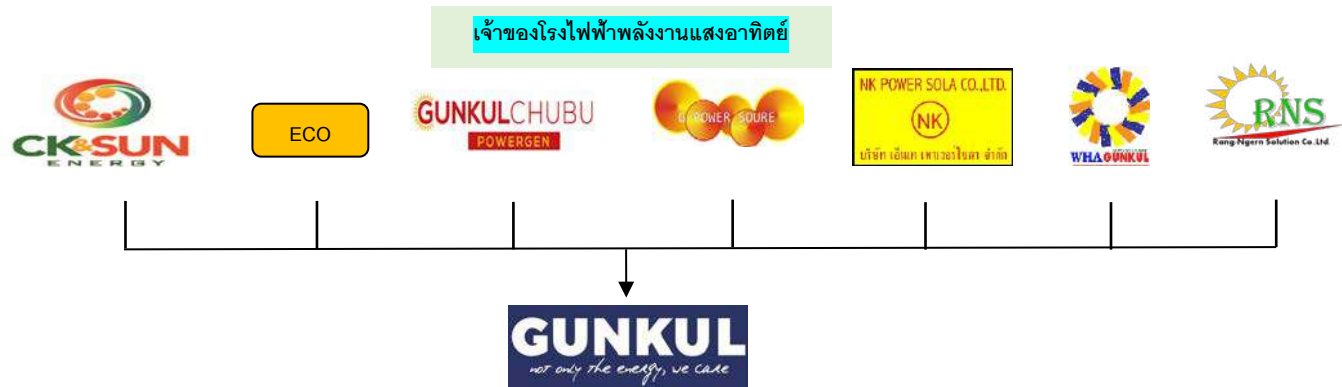 เจ้าของโรงไฟฟ้าพลังงานแสงอาทิตย์
CK&SUN
ENERGY
ECO
GUNKULCHUBU
POWERGEN
G-POWER SOURE
NK POWER SOLA CO.,LTD.
NK
บริษัท เอ็นเค เพาเวอร์โซลา จำกัด
WHAGUNKUL
RNS
Rang Ngern Solution Co.,Ltd.
GUNKUL
not only the energy, we care